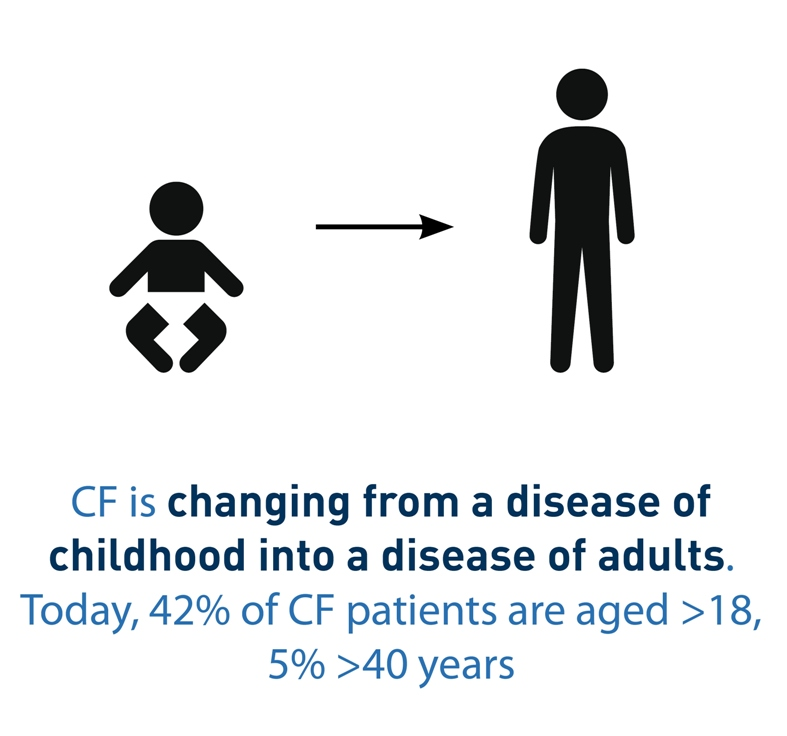 CF is changing from a disease of
childhood into a disease of adults.
Today, 42% of CF patients are aged >18,
5% >40 years